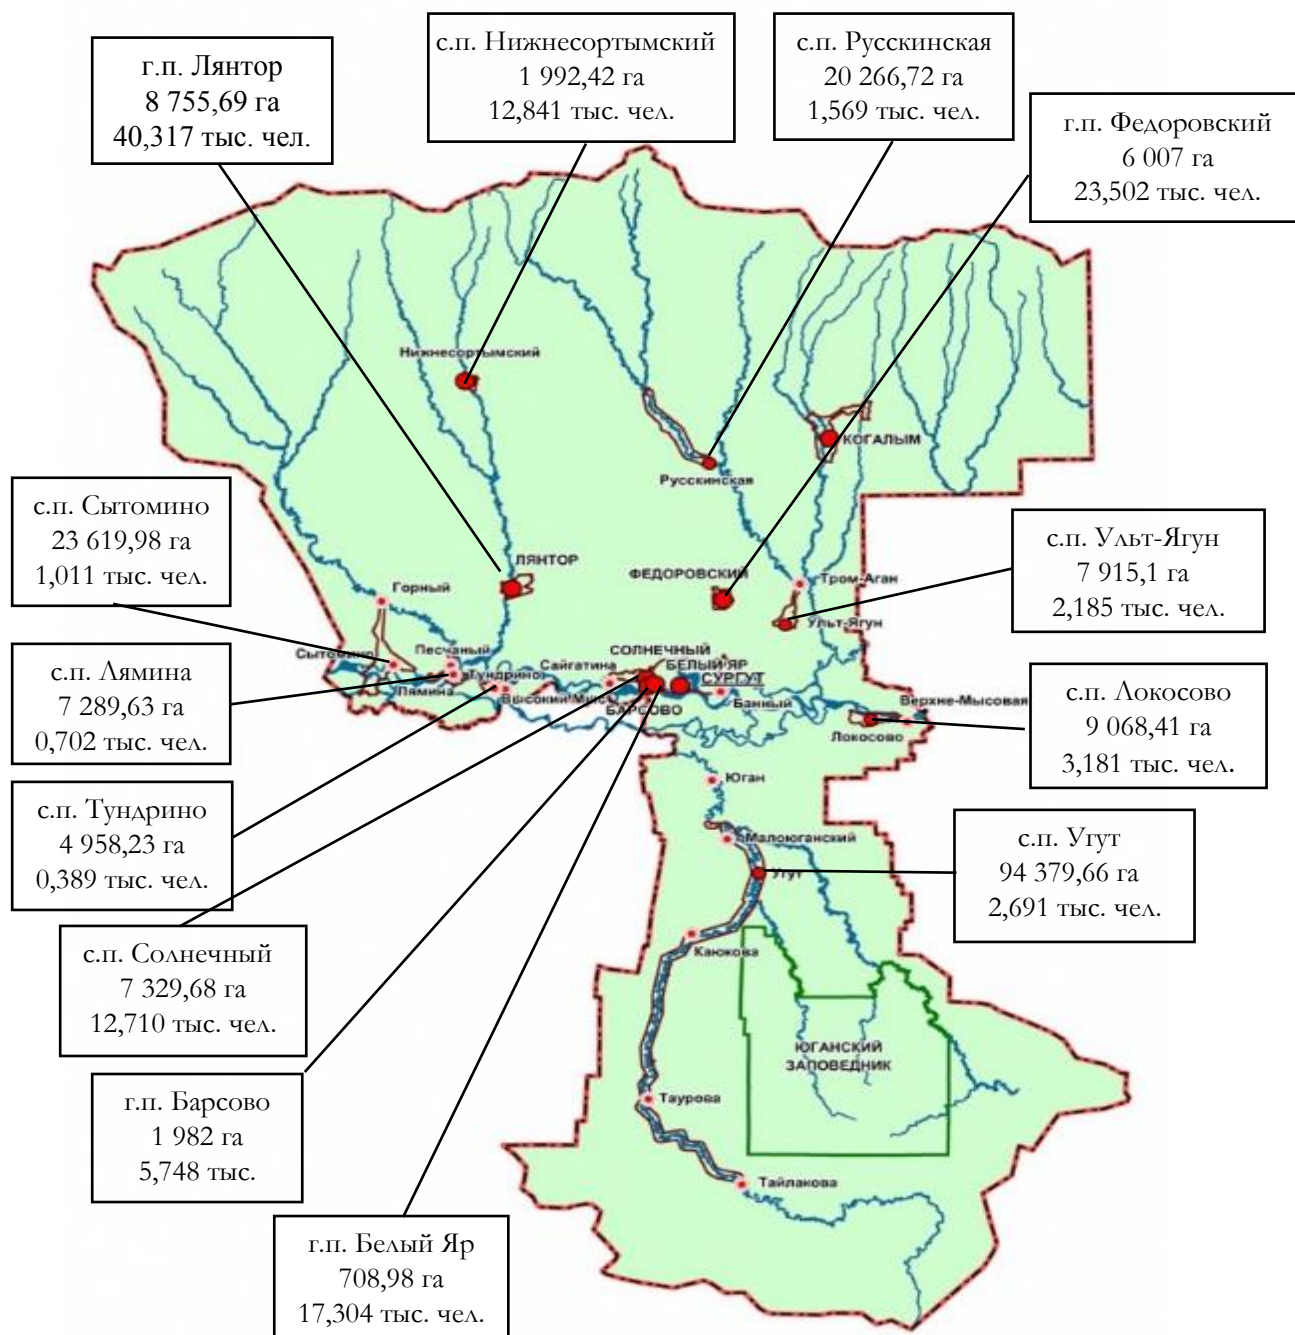 с.п. Нижнесортымский
1 992,42 га
12,841 тыс. чел.
с.п. Русскинская
20 266,72 га
1,569 тыс. чел.
г.п. Лянтор
8 755,69 га
40,317 тыс. чел.
г.п. Федоровский
6 007 га
23,502 тыс. чел.
Нижнесортымский
КОГАЛЫМ
Русскинская
с.п. Сытомино
23 619,98 га
1,011 тыс. чел.
с.п. Ульт-Ягун
7 915,1 га
2,185 тыс. чел.
ЛЯНТОР
ФЕДОРОВСКИЙ
Тром-Аган
Горный
Ульт-Ягун
Сытомино
Песчаный
Сайгатина
СОЛНЕЧНЫЙ
БЕЛЫЙ ЯР
Тундрино
СУРГУТ
Лямина
Высокий Мыс
БАРСОВО
Банный
Верхне-Мысовая
Локосово
с.п. Лямина
7 289,63 га
0,702 тыс. чел.
с.п. Локосово
9 068,41 га
3,181 тыс. чел.
Юган
с.п. Тундрино
4 958,23 га
0,389 тыс. чел.
Малоюганский
Угут
с.п. Угут
94 379,66 га
2,691 тыс. чел.
Каюкова
с.п. Солнечный
7 329,68 га
12,710 тыс. чел.
ЮГАНСКИЙ
ЗАПОВЕДНИК
г.п. Барсово
1 982 га
5,748 тыс.
Таурова
Тайлакова
г.п. Белый Яр
708,98 га
17,304 тыс. чел.